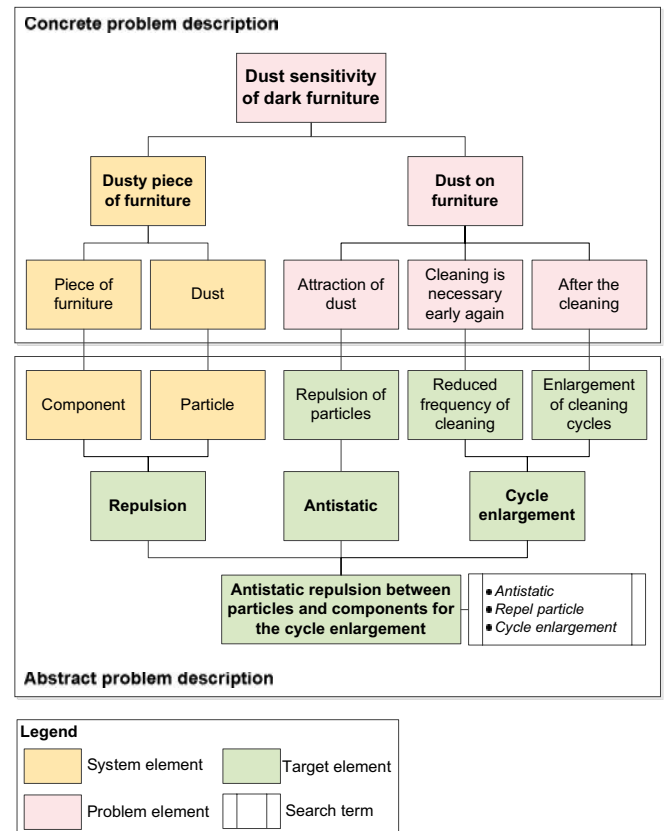 Concrete problem description
Dust sensitivity
of dark furniture
Dusty piece
of furniture
Dust on
furniture
Piece of
furniture
Dust
Attraction of
dust
Cleaning is
necessary
early again
After the
cleaning
Component
Particle
Repulsion of
particles
Reduced
frequency of
cleaning
Enlargement
of cleaning
cycles
Repulsion
Antistatic
Cycle
enlargement
Antistatic repulsion between
particles and components for
the cycle enlargement
• Antistatic
• Repel particle
• Cycle enlargement
Abstract problem description
Legend
System element
Target element
Problem element
Search term